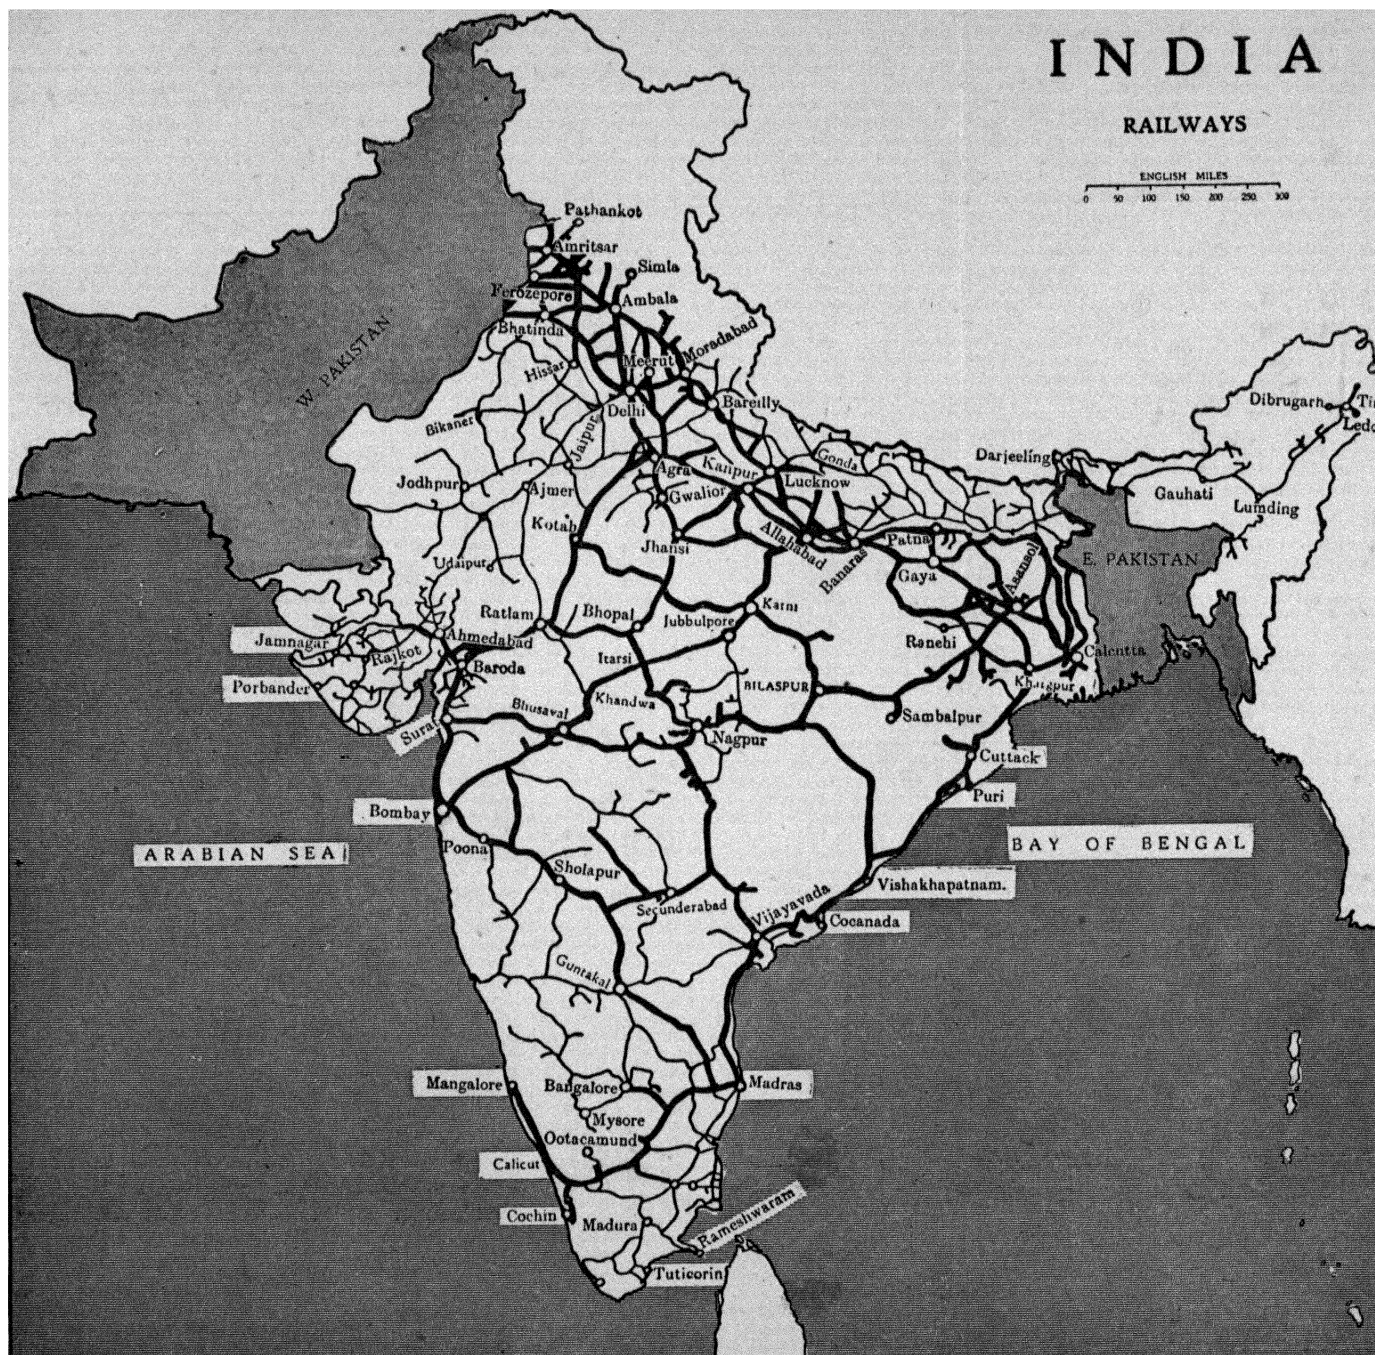 INDIA
RAILWAYS
ENGLISH MILES
0 50 100 150 200 250 300
Pathankot
Amritsar
Simla
Ferozepore
Ambala
Bhatinda
W. PAKISTAN
Moradabad
Meerut
Hissar
Delhi
Bareilly
Dibrugarh
Bikaner
Jaipur
Agra
Kanpur
Gonda
Darjeeling
Jodhpur
Ajmer
Gwalior
Lucknow
Gauhati
Lumding
Kotah
Jhansi
Allahabad
Banaras
Patna
Asansol
E. PAKISTAN
Udaipur
Gaya
Ratlam
Bhopal
Katni
Jubbulpore
Jamnagar
Ahmedabad
Ranchi
Rajkot
Itarsi
Calcutta
Baroda
Porbander
BILASPUR
Khargpur
Bhusaval
Khandwa
Sambalpur
Surat
Nagpur
Cuttack
Puri
Bombay
ARABIAN SEA
Poona
BAY OF BENGAL
Sholapur
Secunderabad
Vijayavada
Vishakhapatnam.
Cocanada
Guntakal
Mangalore
Bangalore
Madras
Mysore
Ootacamund
Calicut
Cochin
Madura
Rameshwaram
Tuticorin